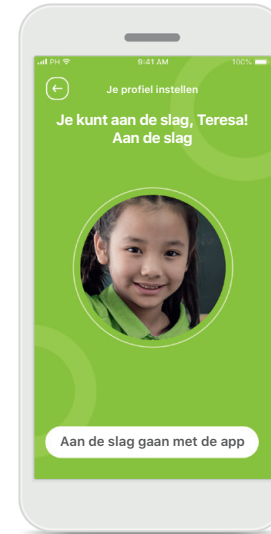 PH 9:41 AM 100%
Je profiel instellen
Je kunt aan de slag, Teresa!
Aan de slag
Aan de slag gaan met de app